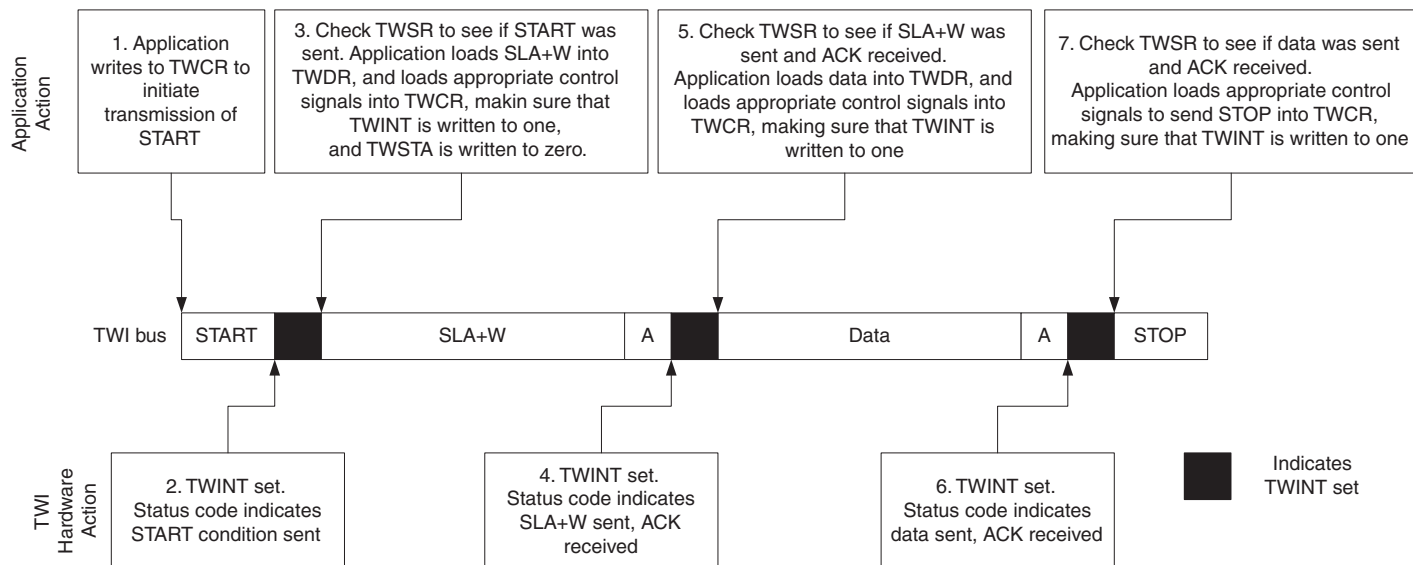 Application
Action
1. Application
writes to TWCR to
initiate
transmission of
START
3. Check TWSR to see if START was
sent. Application loads SLA+W into
TWDR, and loads appropriate control
signals into TWCR, makin sure that
TWINT is written to one,
and TWSTA is written to zero.
5. Check TWSR to see if SLA+W was
sent and ACK received.
Application loads data into TWDR, and
loads appropriate control signals into
TWCR, making sure that TWINT is
written to one
7. Check TWSR to see if data was sent
and ACK received.
Application loads appropriate control
signals to send STOP into TWCR,
making sure that TWINT is written to one
TWI bus
START
SLA+W
A
Data
A
STOP
TWI
Hardware
Action
2. TWINT set.
Status code indicates
START condition sent
4. TWINT set.
Status code indicates
SLA+W sent, ACK
received
6. TWINT set.
Status code indicates
data sent, ACK received
Indicates
TWINT set